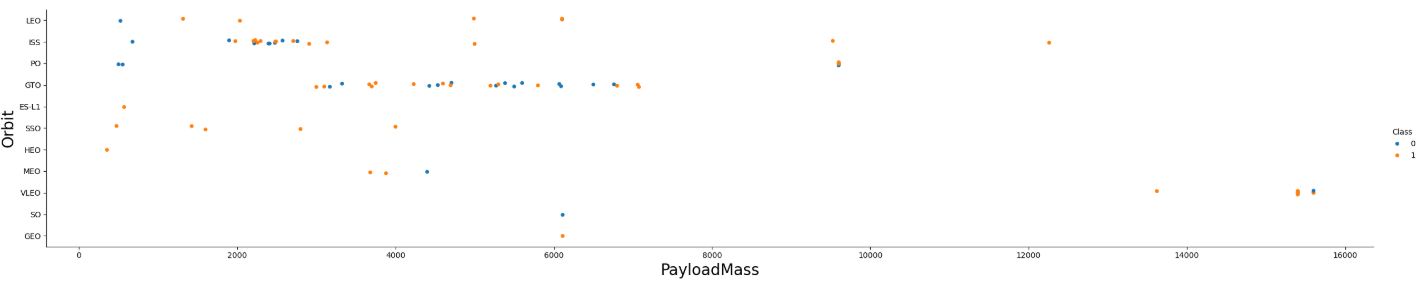 Orbit
LEO
ISS
PO
GTO
ES-L1
SSO
HEO
MEO
VLEO
SO
GEO
0 2000 4000 6000 8000 10000 12000 14000 16000
PayloadMass
Class
0
1